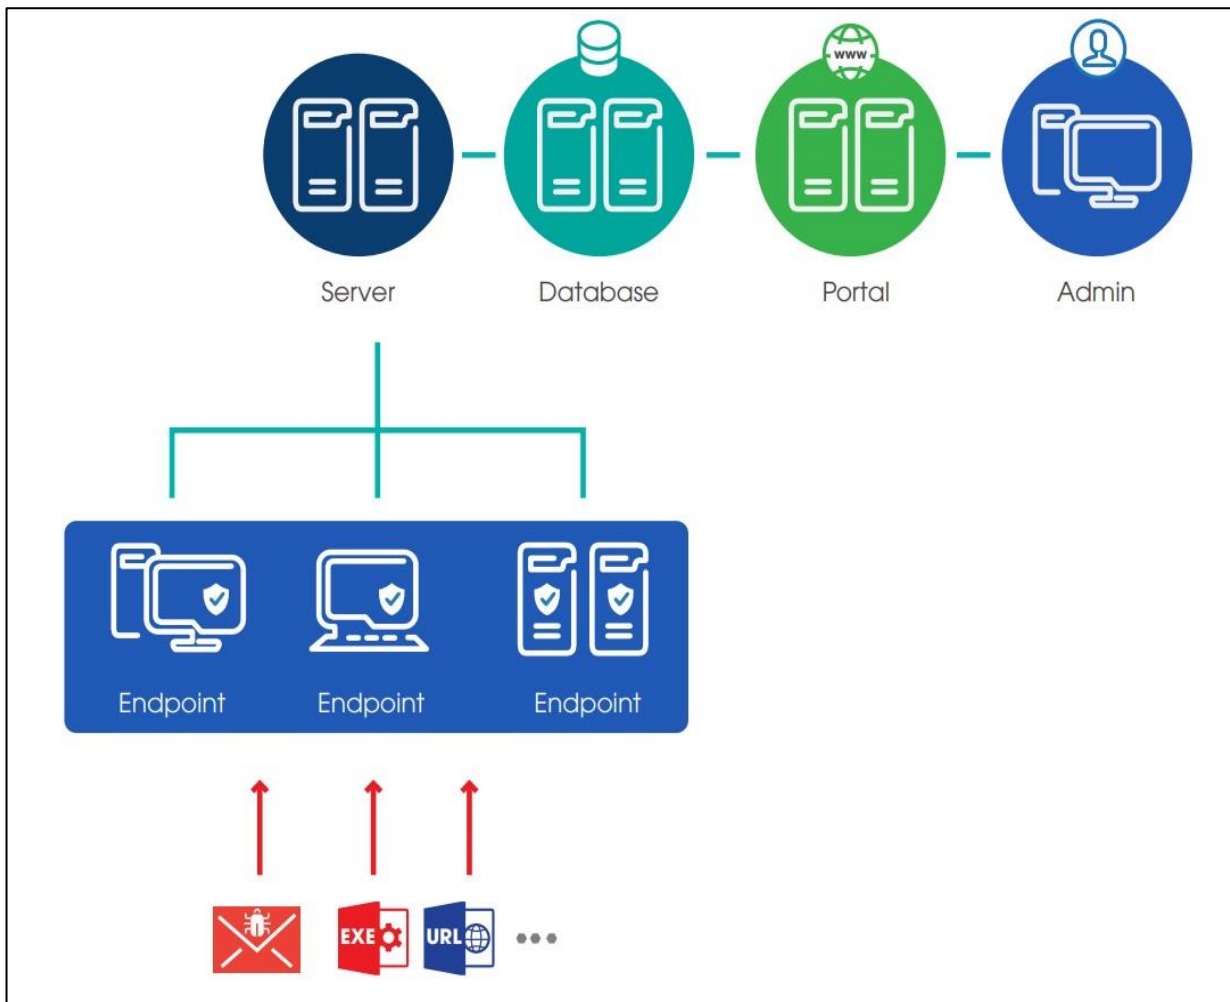 www
Server
Database
Portal
Admin
Endpoint
Endpoint
Endpoint
EXE
URL